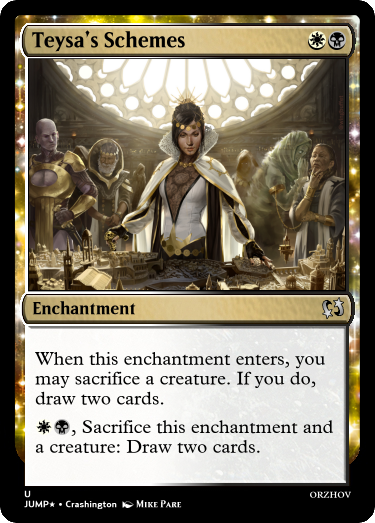 Teysa's Schemes
Enchantment
When this enchantment enters, you
may sacrifice a creature. If you do,
draw two cards.
, Sacrifice this enchantment and
a creature: Draw two cards.
U
ORZHOV
JUMP★ • Crashington Mike Pare